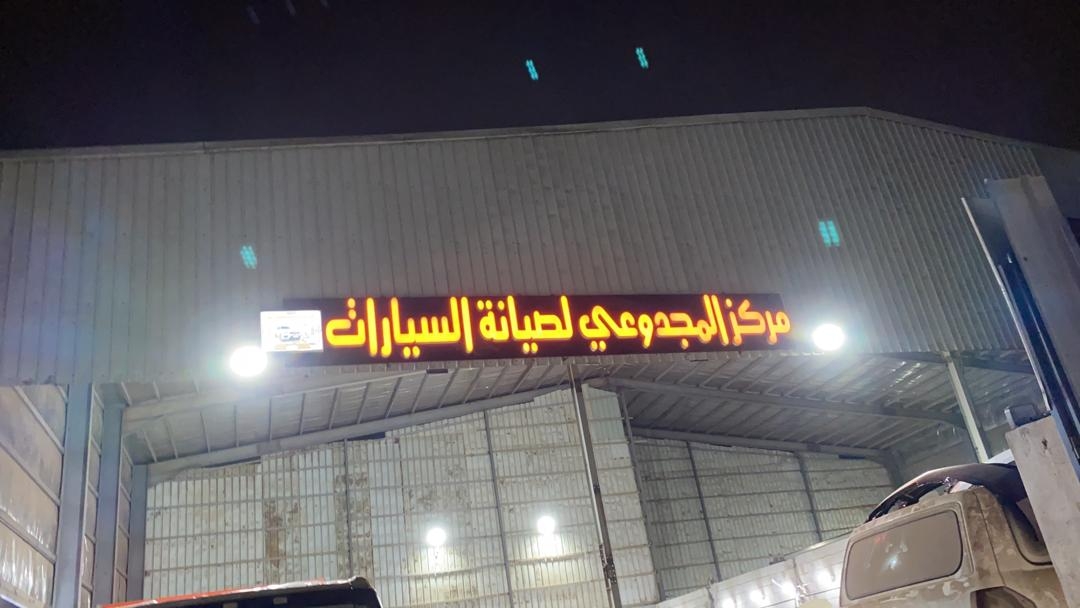 مركز المجدوعي لصيانة السيارات